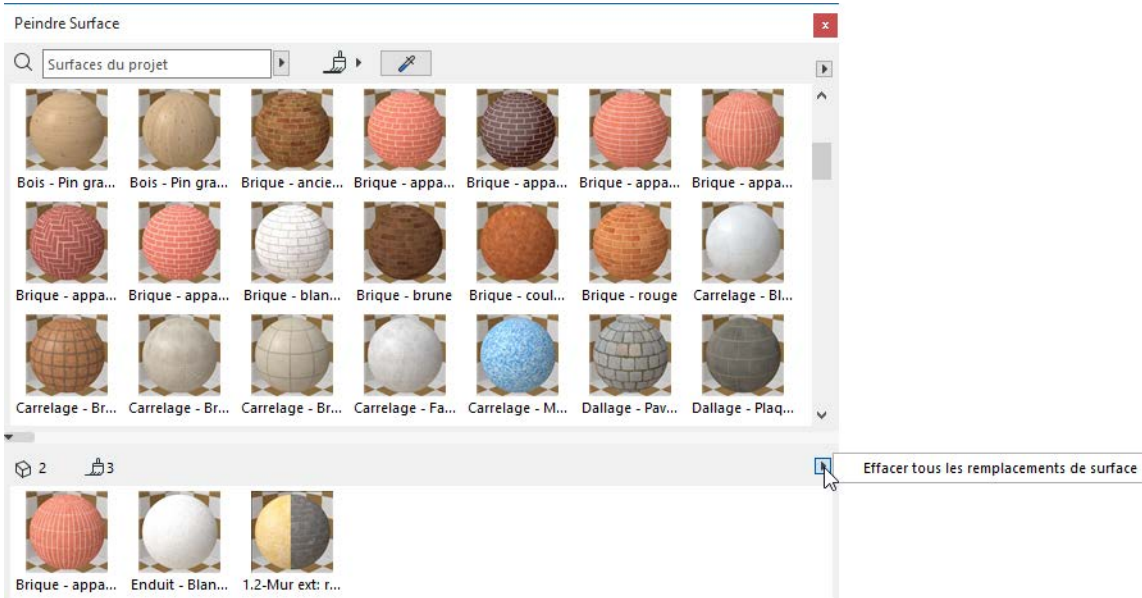 Peindre Surface
x
Surfaces du projet
Bois - Pin gra... Bois - Pin gra... Brique - ancie... Brique - appa... Brique - appa... Brique - appa... Brique - appa...
Brique - appa... Brique - appa... Brique - blan... Brique - brune Brique - coul... Brique - rouge Carrelage - Bl...
Carrelage - Br... Carrelage - Br... Carrelage - Br... Carrelage - Fa... Carrelage - M... Dallage - Pav... Dallage - Plaq...
2 3
Effacer tous les remplacements de surface
Brique - appa... Enduit - Blan... 1.2-Mur ext: r...